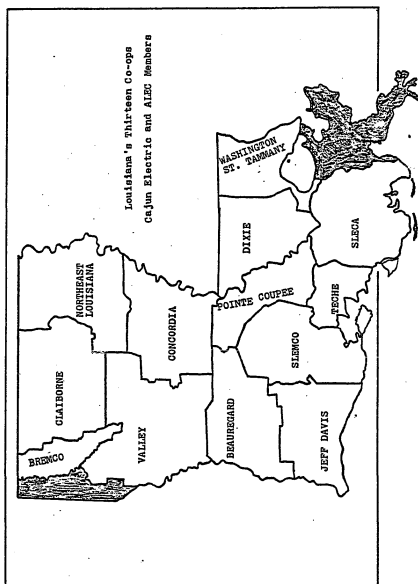 Louisiana's Thirteen Co-ops
Cajun Electric and ALEC Members
BREMCO
CLAIBORNE
NORTHEAST
LOUISIANA
VALLEY
CONCORDIA
BEAUREGARD
POINTE COUPEE
DIXIE
WASHINGTON
ST. TAMMANY
JEFF DAVIS
SLEMCO
TECHE
SLECA